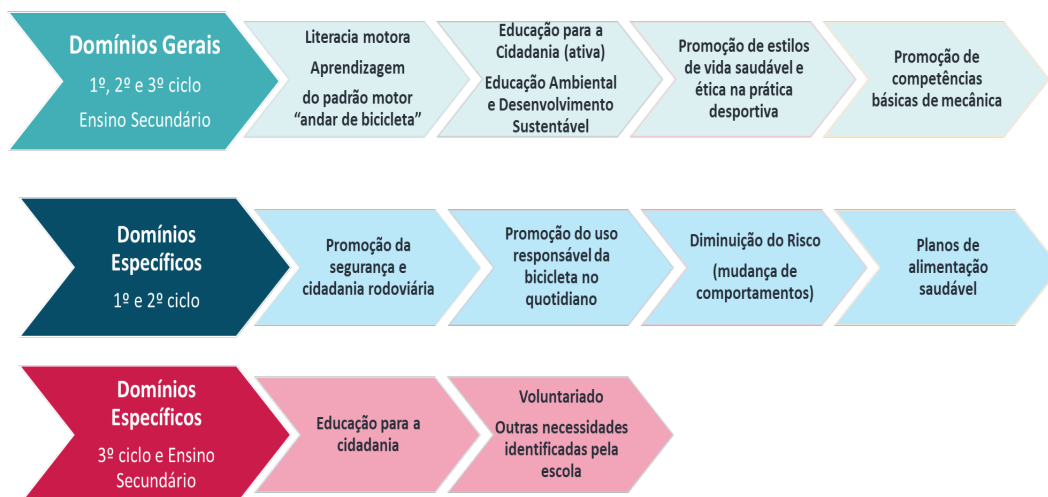 Domínios Gerais
1º, 2º e 3º ciclo
Ensino Secundário
Literacia motora
Aprendizagem
do padrão motor
“andar de bicicleta”
Educação para a
Cidadania (ativa)
Educação Ambiental
e Desenvolvimento
Sustentável
Promoção de estilos
de vida saudável e
ética na prática
desportiva
Promoção de
competências
básicas de mecânica
Domínios
Específicos
1º e 2º ciclo
Promoção da
segurança e
cidadania rodoviária
Promoção do uso
responsável da
bicicleta no
quotidiano
Diminuição do Risco
(mudança de
comportamentos)
Planos de
alimentação
saudável
Domínios
Específicos
3º ciclo e Ensino
Secundário
Educação para a
cidadania
Voluntariado
Outras necessidades
identificadas pela
escola